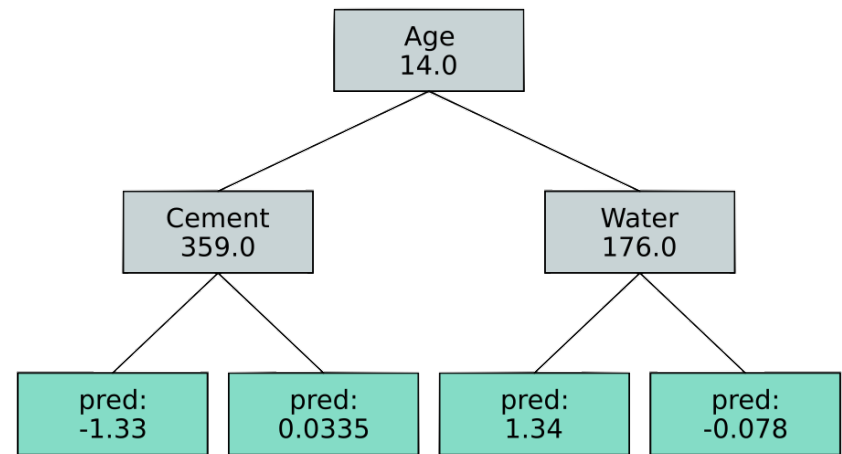 Age
14.0
Cement
359.0
Water
176.0
pred:
-1.33
pred:
0.0335
pred:
1.34
pred:
-0.078